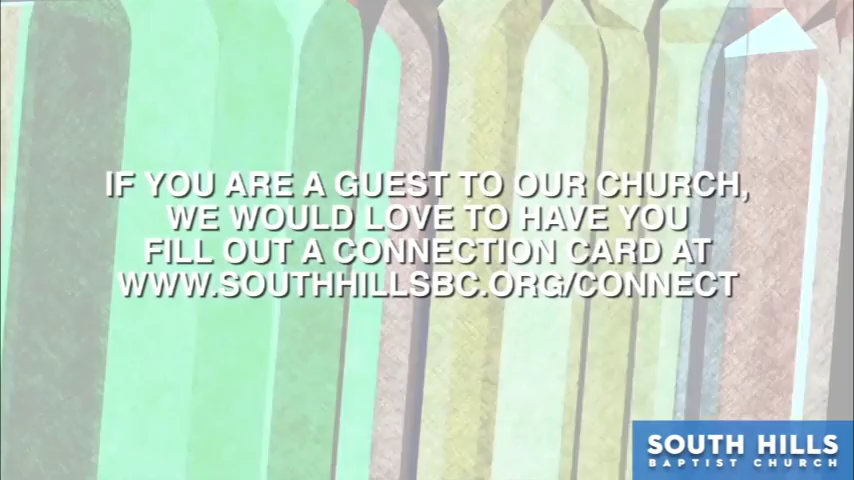 IF YOU ARE A GUEST TO OUR CHURCH,
WE WOULD LOVE TO HAVE YOU
FILL OUT A CONNECTION CARD AT
WWW.SOUTHHILLSBC.ORG/CONNECT
SOUTH HILLS
BAPTIST CHURCH